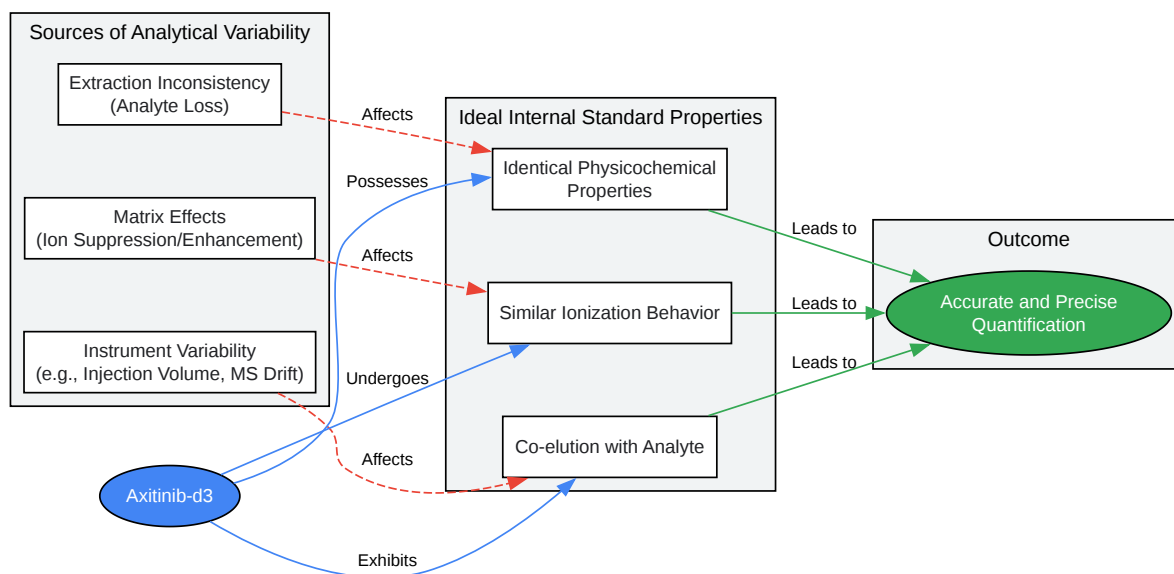 Sources of Analytical Variability
Extraction Inconsistency
(Analyte Loss)
Matrix Effects
(Ion Suppression/Enhancement)
Instrument Variability
(e.g., Injection Volume, MS Drift)
Axitinib-d3
Affects
Possesses
Affects
Undergoes
Affects
Exhibits
Ideal Internal Standard Properties
Identical Physicochemical
Properties
Similar Ionization Behavior
Co-elution with Analyte
Leads to
Leads to
Leads to
Outcome
Accurate and Precise
Quantification